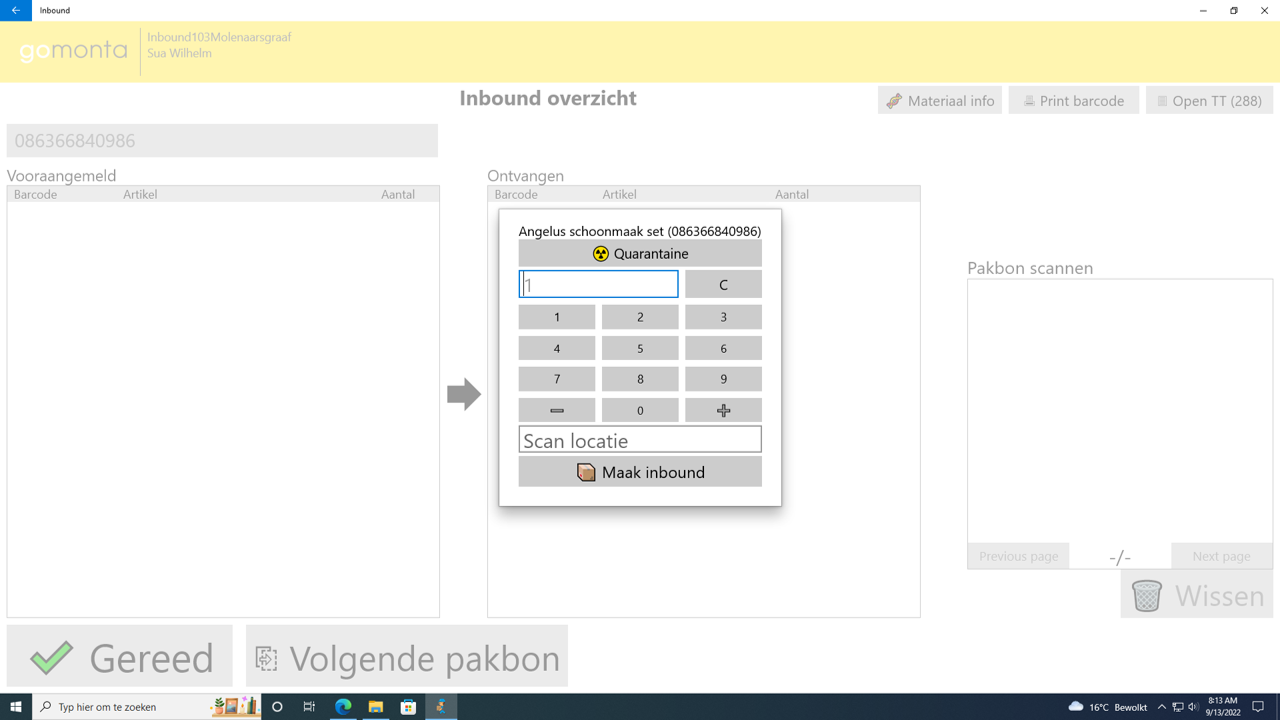 Inbound
gomonta
Inbound103Molenaarsgraaf
Sua Wilhelm
Inbound overzicht
Materiaal info
Print barcode
Open TT (288)
086366840986
Vooraangemeld
Barcode Artikel Aantal
Ontvangen
Barcode Artikel Aantal
Angelus schoonmaak set (086366840986)
Quarantaine
1
C
1 2 3
4 5 6
7 8 9
0
Scan locatie
Maak inbound
Pakbon scannen
Previous page -/- Next page
Wissen
Gereed
Volgende pakbon
Typ hier om te zoeken
16°C Bewolkt
8:13 AM
9/13/2022